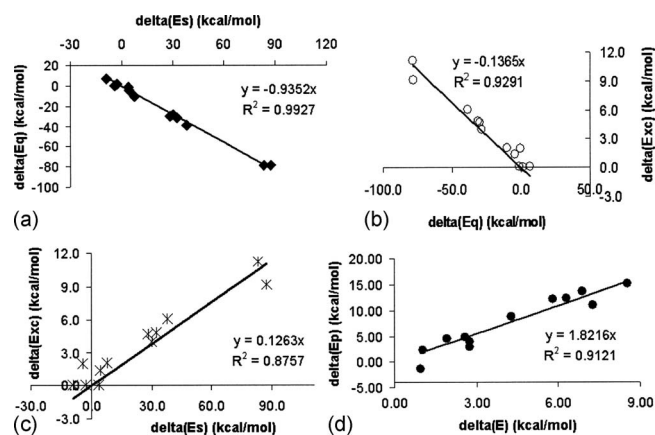 delta(Es) (kcal/mol)
-30 0 30 60 90 120
20
0
-20
-40
-60
-80
-100
delta(Eq) (kcal/mol)
y = -0.9352x
R² = 0.9927
(a)
y = -0.1365x
R² = 0.9291
15.0
12.0
9.0
6.0
3.0
0.0
-3.0
delta(Exc) (kcal/mol)
-100.0 -50.0 0.0 50.0
delta(Eq) (kcal/mol)
(b)
12.0
9.0
6.0
3.0
0.0
-3.0
delta(Exc) (kcal/mol)
y = 0.1263x
R² = 0.8757
-30.0 0.0 30.0 60.0 90.0
delta(Es) (kcal/mol)
(c)
20.00
15.00
10.00
5.00
0.00
-5.00
delta(Ep) (kcal/mol)
y = 1.8216x
R² = 0.9121
0.00 3.00 6.00 9.00
delta(E) (kcal/mol)
(d)